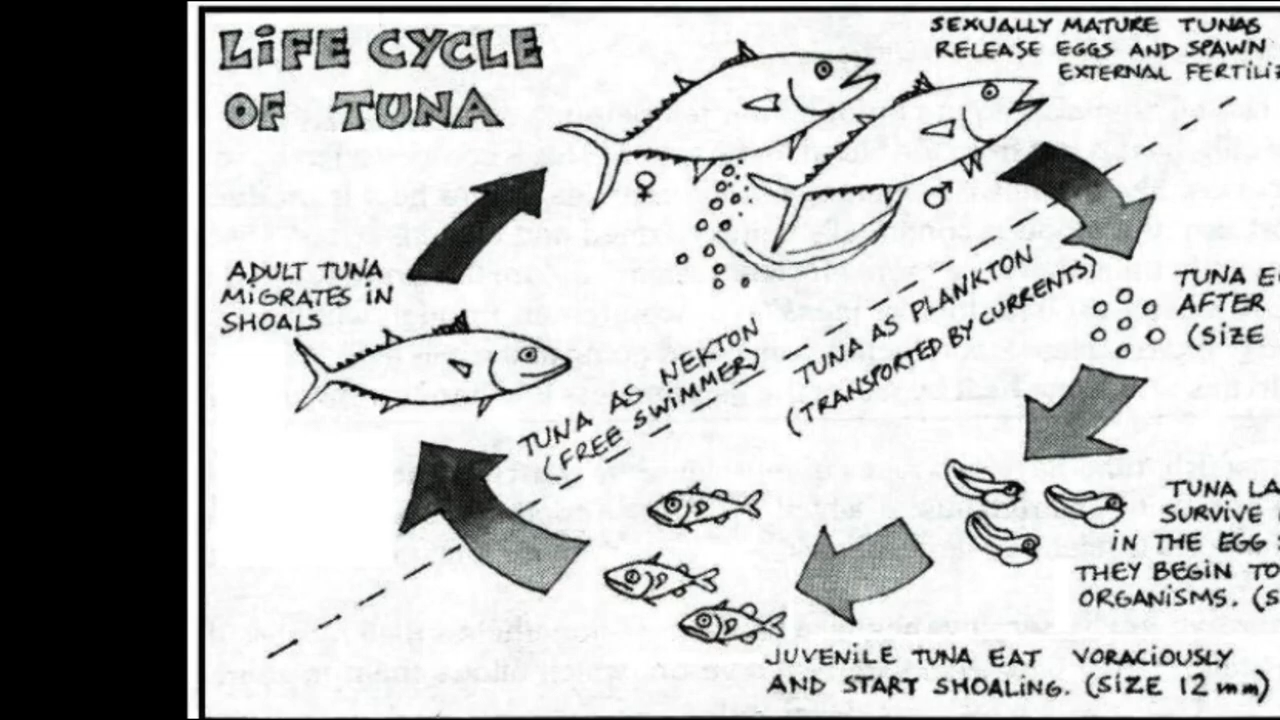 LIFE CYCLE
OF TUNA
SEXUALLY MATURE TUNAS
RELEASE EGGS AND SPAWN
EXTERNAL
ADULT TUNA
MIGRATES IN
SHOALS
♀
♂
TUNA AS PLANKTON
(TRANSPORTED BY CURRENTS)
TUNA AS NEKTON
(FREE SWIMMER)
TUNA
AFTER
(SIZE
TUNA
SURVIVE
IN THE EGG
THEY BEGIN TO
ORGANISMS.
JUVENILE TUNA EAT VORACIOUSLY
AND START SHOALING. (SIZE 12 mm)